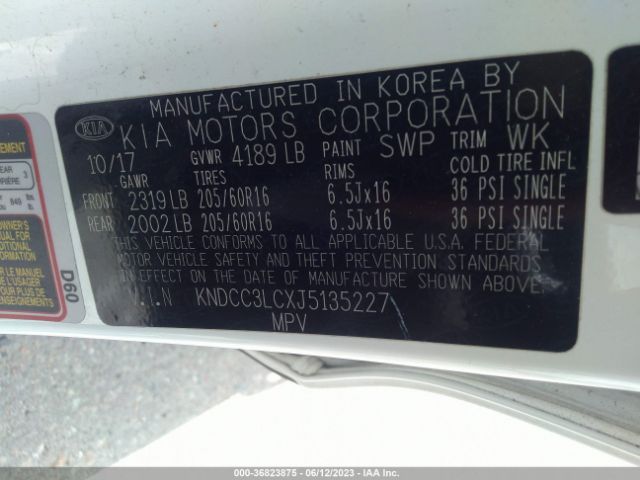 MANUFACTURED IN KOREA BY
KIA KIA MOTORS CORPORATION
10/17 GVWR 4189 LB PAINT SWP TRIM WK
GAWR TIRES RIMS COLD TIRE INFL
FRONT 2319 LB 205/60R16 6.5Jx16 36 PSI SINGLE
REAR 2002 LB 205/60R16 6.5Jx16 36 PSI SINGLE
THIS VEHICLE CONFORMS TO ALL APPLICABLE U.S.A. FEDERAL
MOTOR VEHICLE SAFETY AND THEFT PREVENTION STANDARDS
IN EFFECT ON THE DATE OF MANUFACTURE SHOWN ABOVE.
V.I.N KNDCC3LCXJ5135227
MPV
D60
000-36823875 - 06/12/2023 - IAA Inc.